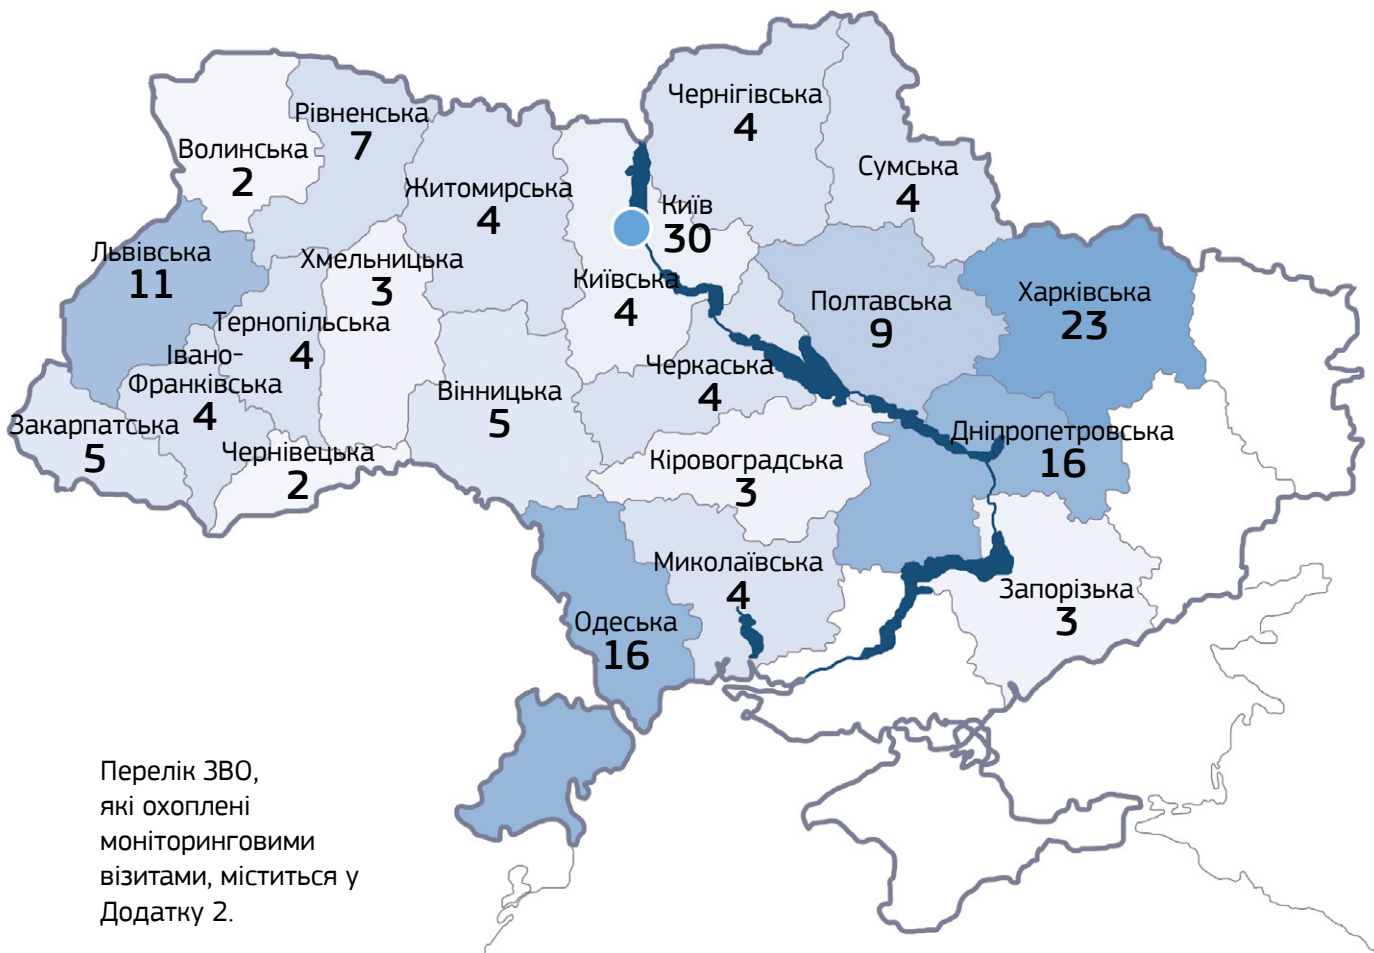 Чернігівська
4
Рівненська
7
Волинська
2
Сумська
4
Житомирська
4
Київ
30
Львівська
11
Хмельницька
3
Київська
4
Полтавська
9
Харківська
23
Тернопільська
4
Івано-
Франківська
4
Черкаська
4
Вінницька
5
Закарпатська
5
Чернівецька
2
Кіровоградська
3
Дніпропетровська
16
Миколаївська
4
Запорізька
3
Одеська
16
Перелік ЗВО,
які охоплені
моніторинговими
візитами, міститься у
Додатку 2.